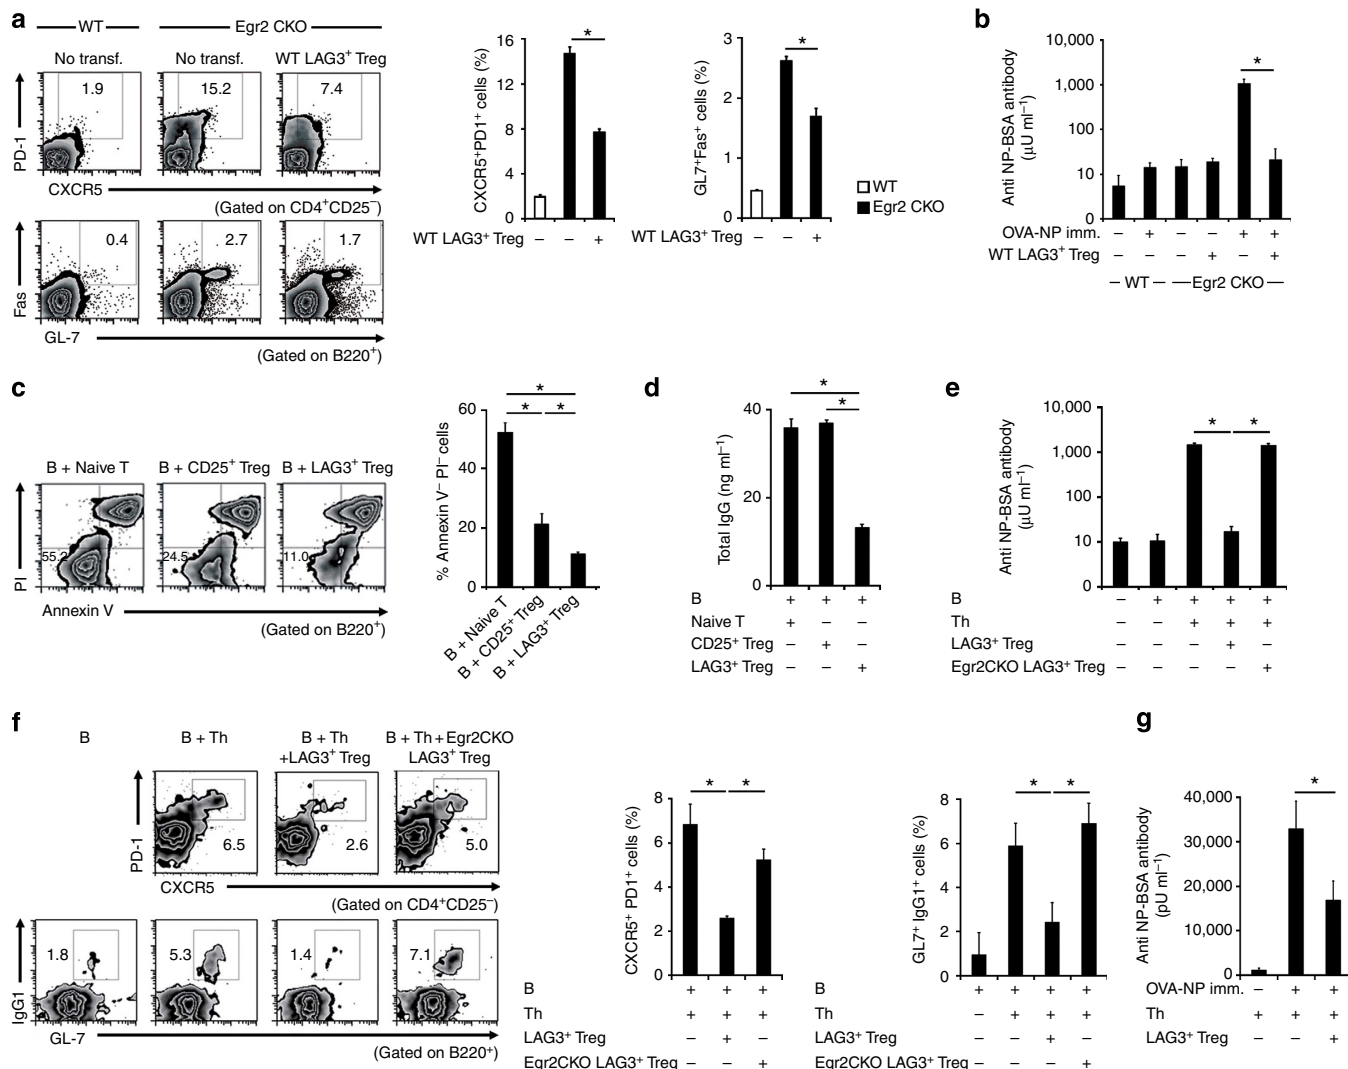 a
WT
Egr2 CKO
No transf.
No transf.
WT LAG3+ Treg
1.9
15.2
7.4
PD-1
CXCR5
(Gated on CD4+CD25−)
0.4
2.7
1.7
Fas
GL-7
(Gated on B220+)
CXCR5+PD1+ cells (%)
16
12
8
4
0
*
WT LAG3+ Treg − − +
GL7+Fas+ cells (%)
3
2
1
0
*
WT LAG3+ Treg − − +
WT
Egr2 CKO
b
Anti NP-BSA antibody
(μU ml−1)
10,000
1,000
100
10
0
*
OVA-NP imm. − + − − + +
WT LAG3+ Treg − − − + − +
WT
Egr2 CKO
c
B + Naive T
B + CD25+ Treg
B + LAG3+ Treg
55.2
24.5
11.0
PI
Annexin V
(Gated on B220+)
% Annexin V− PI− cells
60
40
20
0
*
* *
B + Naive T
B + CD25+ Treg
B + LAG3+ Treg
d
Total IgG (ng ml−1)
40
20
0
*
*
B + + +
Naive T + − −
CD25+ Treg − + −
LAG3+ Treg − − +
e
Anti NP-BSA antibody
(μU ml−1)
10,000
1,000
100
10
0
* *
B − + + + +
Th − − + + +
LAG3+ Treg − − − + −
Egr2CKO LAG3+ Treg − − − − +
f
B
B + Th
B + Th
+LAG3+ Treg
B + Th + Egr2CKO
LAG3+ Treg
6.5
2.6
5.0
PD-1
CXCR5
(Gated on CD4+CD25−)
1.8
5.3
1.4
7.1
IgG1
GL-7
(Gated on B220+)
CXCR5+ PD1+ cells (%)
8
6
4
2
0
* *
B + + +
Th + + +
LAG3+ Treg − + −
Egr2CKO LAG3+ Treg − − +
GL7+ IgG1+ cells (%)
8
6
4
2
0
* *
B + + + +
Th − + + +
LAG3+ Treg − − + −
Egr2CKO LAG3+ Treg − − − +
g
Anti NP-BSA antibody
(pU ml−1)
40,000
30,000
20,000
10,000
0
*
OVA-NP imm. − + +
Th + + +
LAG3+ Treg − − +